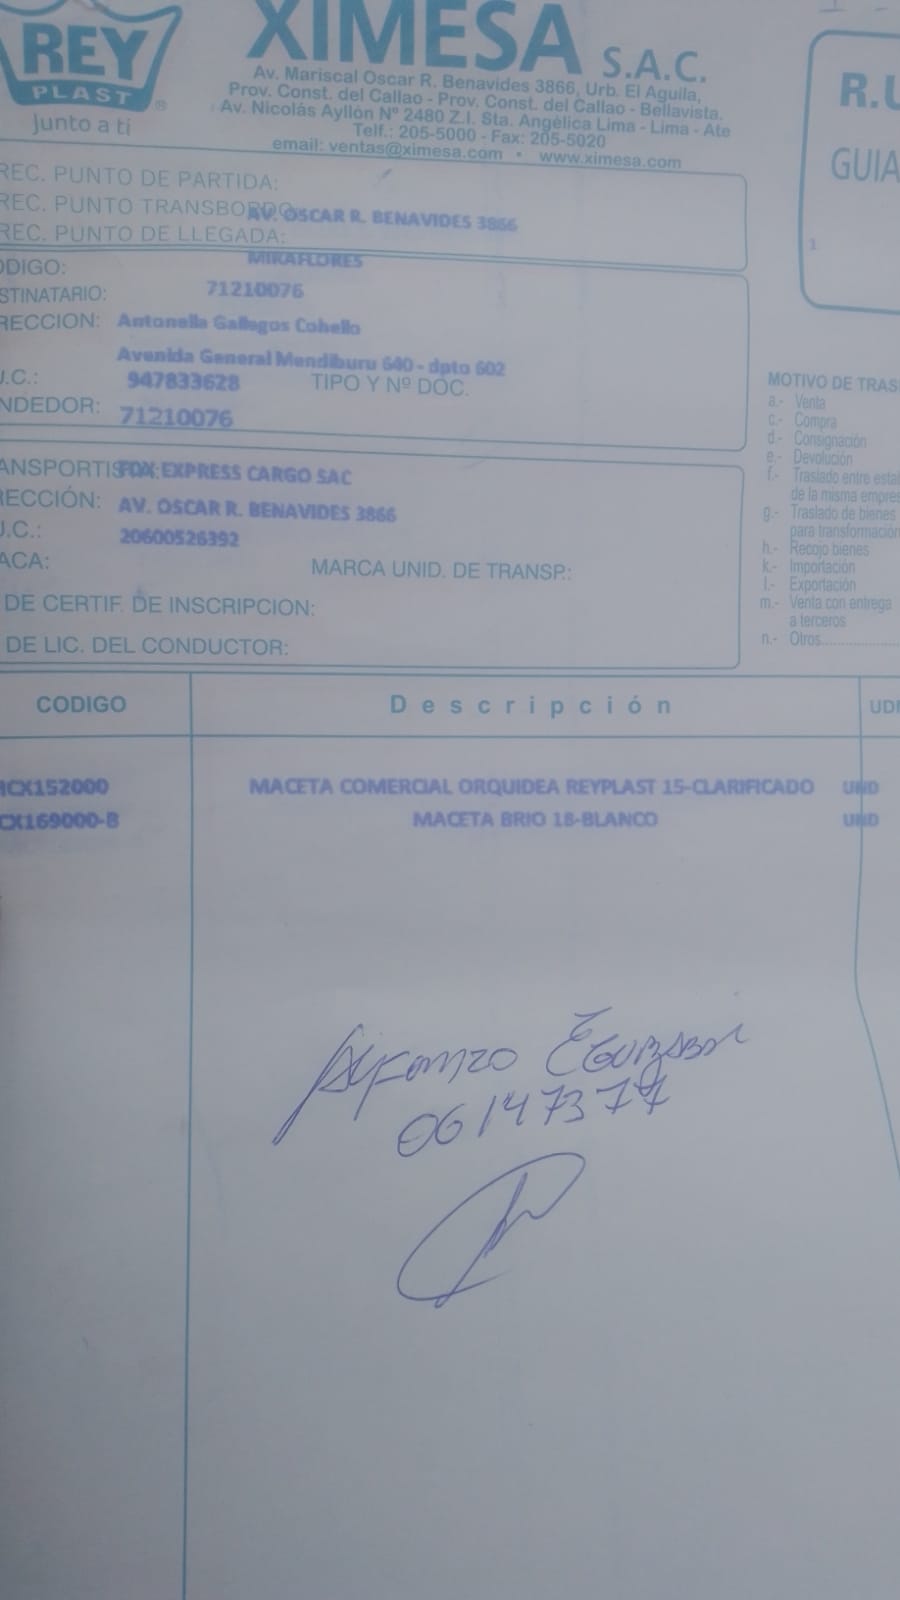 REY
PLAST ®
Junto a ti
XIMESA S.A.C.
Av. Mariscal Oscar R. Benavides 3866, Urb. El Aguila,
Prov. Const. del Callao - Prov. Const. del Callao - Bellavista.
Av. Nicolás Ayllón Nº 2480 Z.I. Sta. Angélica Lima - Lima - Ate
Telf.: 205-5000 - Fax: 205-5020
email: ventas@ximesa.com • www.ximesa.com
R.U
GUIA
1
REC. PUNTO DE PARTIDA:
REC. PUNTO TRANSBORDO: AV. OSCAR R. BENAVIDES 3866
REC. PUNTO DE LLEGADA:
MIRAFLORES
ODIGO:
STINATARIO: 71210076
RECCION: Antonella Gallegos Cabello
Avenida General Mendiburu 640 - dpto 602
U.C.: 947833628 TIPO Y Nº DOC.
NDEDOR: 71210076
ANSPORTISTA: FOX EXPRESS CARGO SAC
RECCIÓN: AV. OSCAR R. BENAVIDES 3866
U.C.: 20600526392
ACA: MARCA UNID. DE TRANSP.:
DE CERTIF. DE INSCRIPCION:
DE LIC. DEL CONDUCTOR:
MOTIVO DE TRAS
a.- Venta
c.- Compra
d.- Consignación
e.- Devolución
f.- Traslado entre estal
de la misma empres
g.- Traslado de bienes
para transformación
h.- Recojo bienes
k.- Importación
l.- Exportación
m.- Venta con entrega
a terceros
n.- Otros
CODIGO Descripción UDI
CX152000 MACETA COMERCIAL ORQUIDEA REYPLAST 15-CLARIFICADO UND
CX169000-B MACETA BRIO 18-BLANCO UND
Alfonzo
06147377